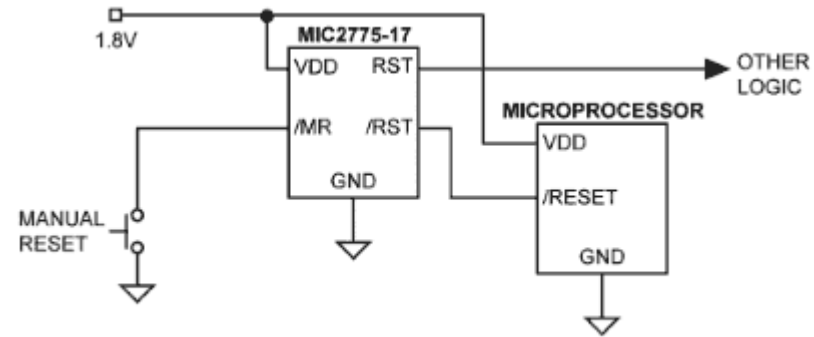 1.8V
MIC2775-17
VDD
RST
OTHER
LOGIC
MICROPROCESSOR
/MR
/RST
VDD
GND
/RESET
MANUAL
RESET
GND